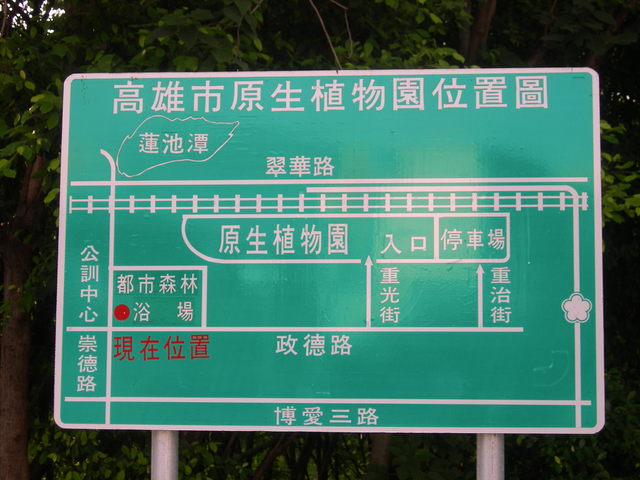 高雄市原生植物園位置圖
蓮池潭
翠華路
原生植物園
入口
停車場
公訓中心
都市森林
浴場
重光街
重治街
現在位置
崇德路
政德路
博愛三路